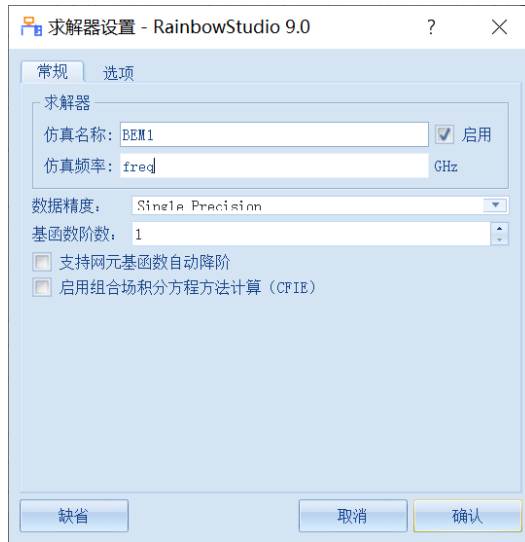 求解器设置 - RainbowStudio 9.0 ?
常规 选项
求解器
仿真名称: BEM1 启用
仿真频率: freq GHz
数据精度: Single Precision
基函数阶数: 1
支持网元基函数自动降阶
启用组合场积分方程方法计算（CFIE）
缺省 取消 确认